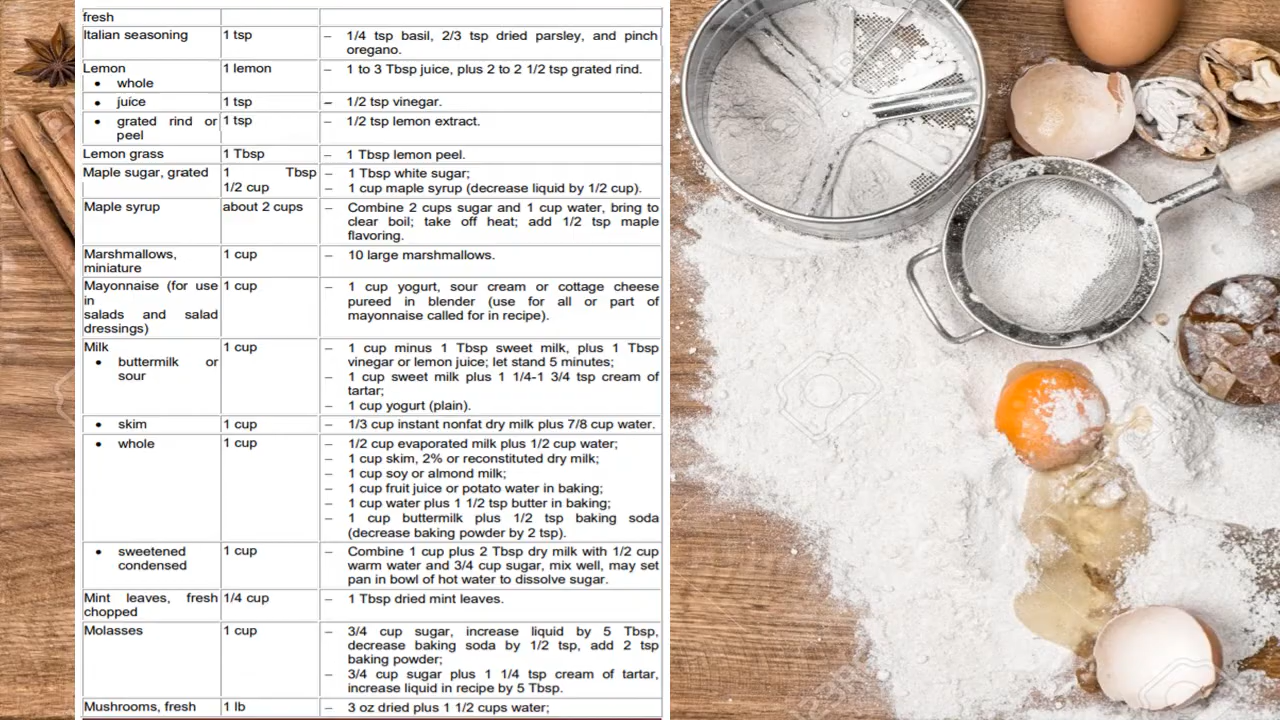 fresh
Italian seasoning 1 tsp – 1/4 tsp basil, 2/3 tsp dried parsley, and pinch
oregano.
Lemon 1 lemon – 1 to 3 Tbsp juice, plus 2 to 2 1/2 tsp grated rind.
• whole
• juice 1 tsp – 1/2 tsp vinegar.
• grated rind or 1 tsp – 1/2 tsp lemon extract.
peel
Lemon grass 1 Tbsp – 1 Tbsp lemon peel.
Maple sugar, grated 1 Tbsp – 1 Tbsp white sugar;
1/2 cup – 1 cup maple syrup (decrease liquid by 1/2 cup).
Maple syrup about 2 cups – Combine 2 cups sugar and 1 cup water, bring to
clear boil; take off heat; add 1/2 tsp maple
flavoring.
Marshmallows, 1 cup – 10 large marshmallows.
miniature
Mayonnaise (for use 1 cup – 1 cup yogurt, sour cream or cottage cheese
in pureed in blender (use for all or part of
salads and salad mayonnaise called for in recipe).
dressings)
Milk 1 cup – 1 cup minus 1 Tbsp sweet milk, plus 1 Tbsp
• buttermilk or vinegar or lemon juice; let stand 5 minutes;
sour – 1 cup sweet milk plus 1 1/4-1 3/4 tsp cream of
tartar;
– 1 cup yogurt (plain).
• skim 1 cup – 1/3 cup instant nonfat dry milk plus 7/8 cup water.
• whole 1 cup – 1/2 cup evaporated milk plus 1/2 cup water;
– 1 cup skim, 2% or reconstituted dry milk;
– 1 cup soy or almond milk;
– 1 cup fruit juice or potato water in baking;
– 1 cup water plus 1 1/2 tsp butter in baking;
– 1 cup buttermilk plus 1/2 tsp baking soda
(decrease baking powder by 2 tsp).
• sweetened 1 cup – Combine 1 cup plus 2 Tbsp dry milk with 1/2 cup
condensed warm water and 3/4 cup sugar, mix well, may set
pan in bowl of hot water to dissolve sugar.
Mint leaves, fresh 1/4 cup – 1 Tbsp dried mint leaves.
chopped
Molasses 1 cup – 3/4 cup sugar, increase liquid by 5 Tbsp,
decrease baking soda by 1/2 tsp, add 2 tsp
baking powder;
– 3/4 cup sugar plus 1 1/4 tsp cream of tartar,
increase liquid in recipe by 5 Tbsp.
Mushrooms, fresh 1 lb – 3 oz dried plus 1 1/2 cups water;